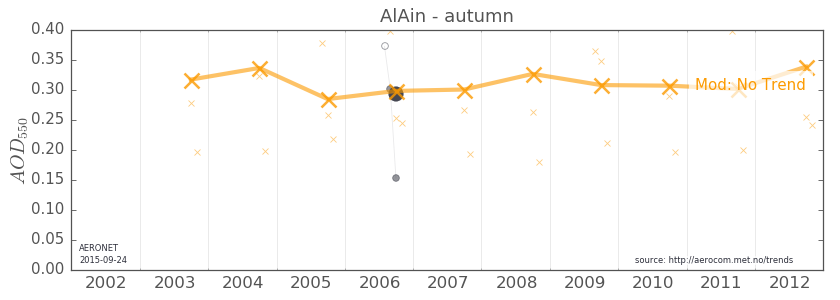 AlAin - autumn
0.40
0.35
0.30
0.25
0.20
0.15
0.10
0.05
0.00
AOD550
Mod: No Trend
AERONET
2015-09-24
source: http://aerocom.met.no/trends
2002 2003 2004 2005 2006 2007 2008 2009 2010 2011 2012